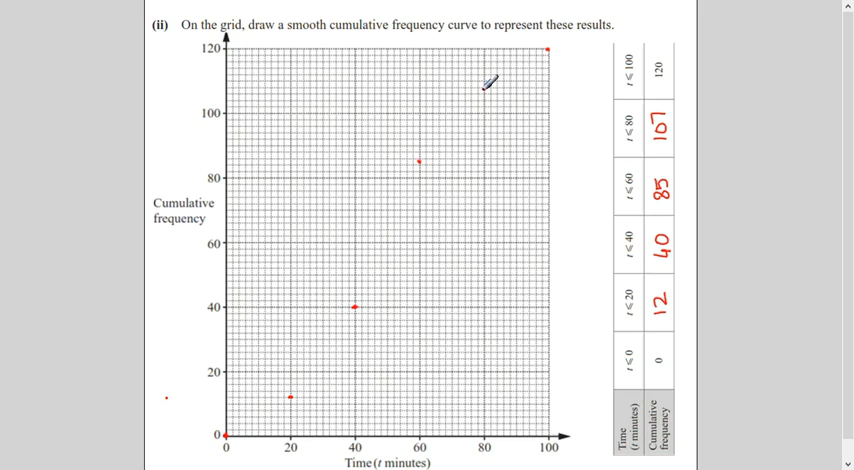 (ii) On the grid, draw a smooth cumulative frequency curve to represent these results.
120
100
80
Cumulative
frequency
60
40
20
0
0 20 40 60 80 100
Time (t minutes)
Time
(t minutes)
t ⩽ 0
t ⩽ 20
t ⩽ 40
t ⩽ 60
t ⩽ 80
t ⩽ 100
Cumulative
frequency
0
12
40
85
107
120